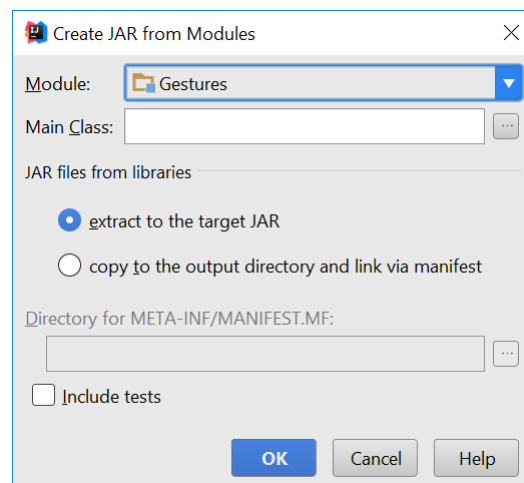 Create JAR from Modules
Module: Gestures
Main Class: ...
JAR files from libraries
extract to the target JAR
copy to the output directory and link via manifest
Directory for META-INF/MANIFEST.MF:
...
Include tests
OK Cancel Help